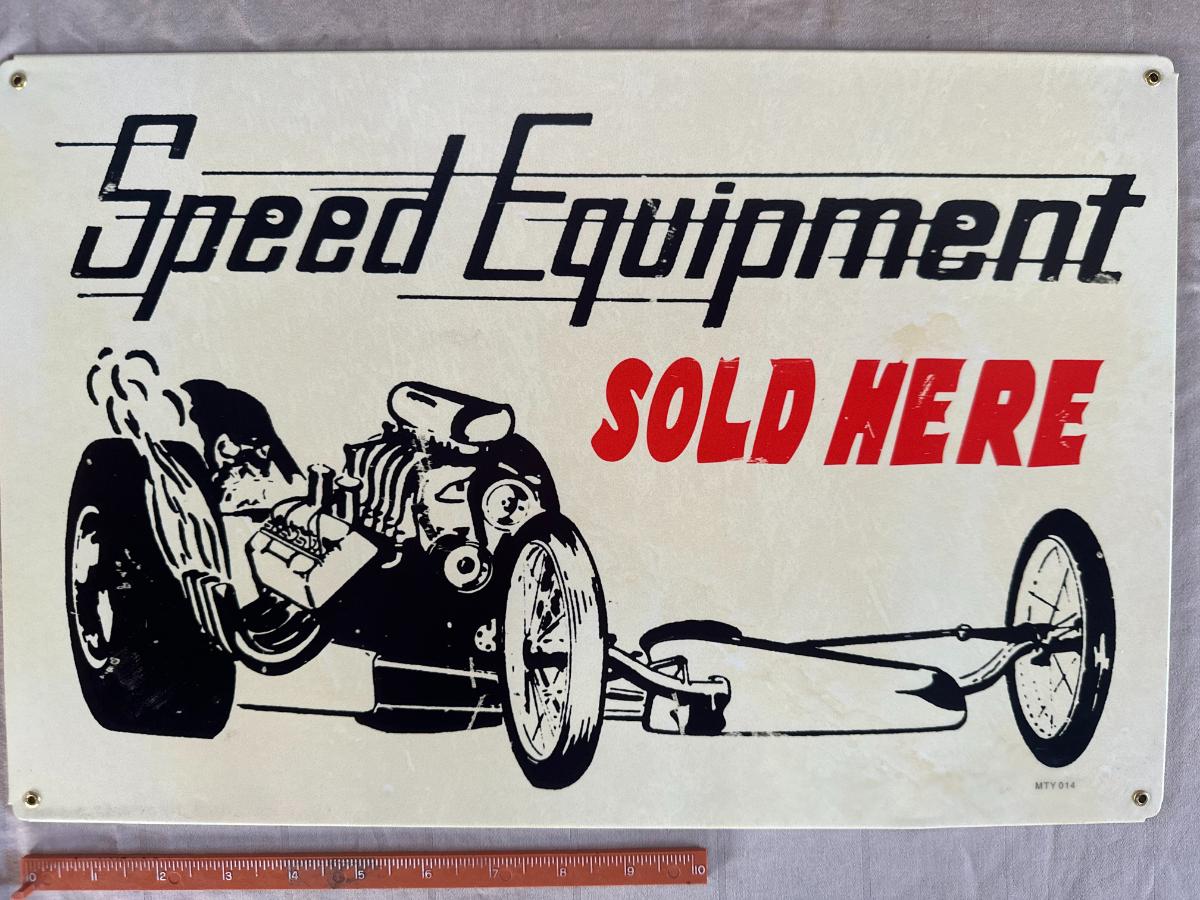 Speed Equipment
SOLD HERE
MTY 014
0 1 2 3 4 5 6 7 8 9 10